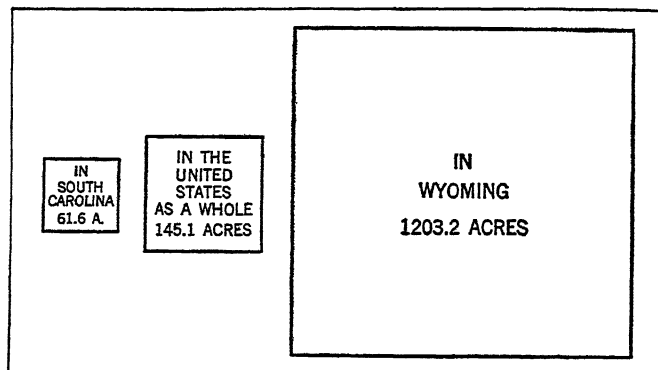 IN
SOUTH
CAROLINA
61.6 A.
IN THE
UNITED
STATES
AS A WHOLE
145.1 ACRES
IN
WYOMING
1203.2 ACRES